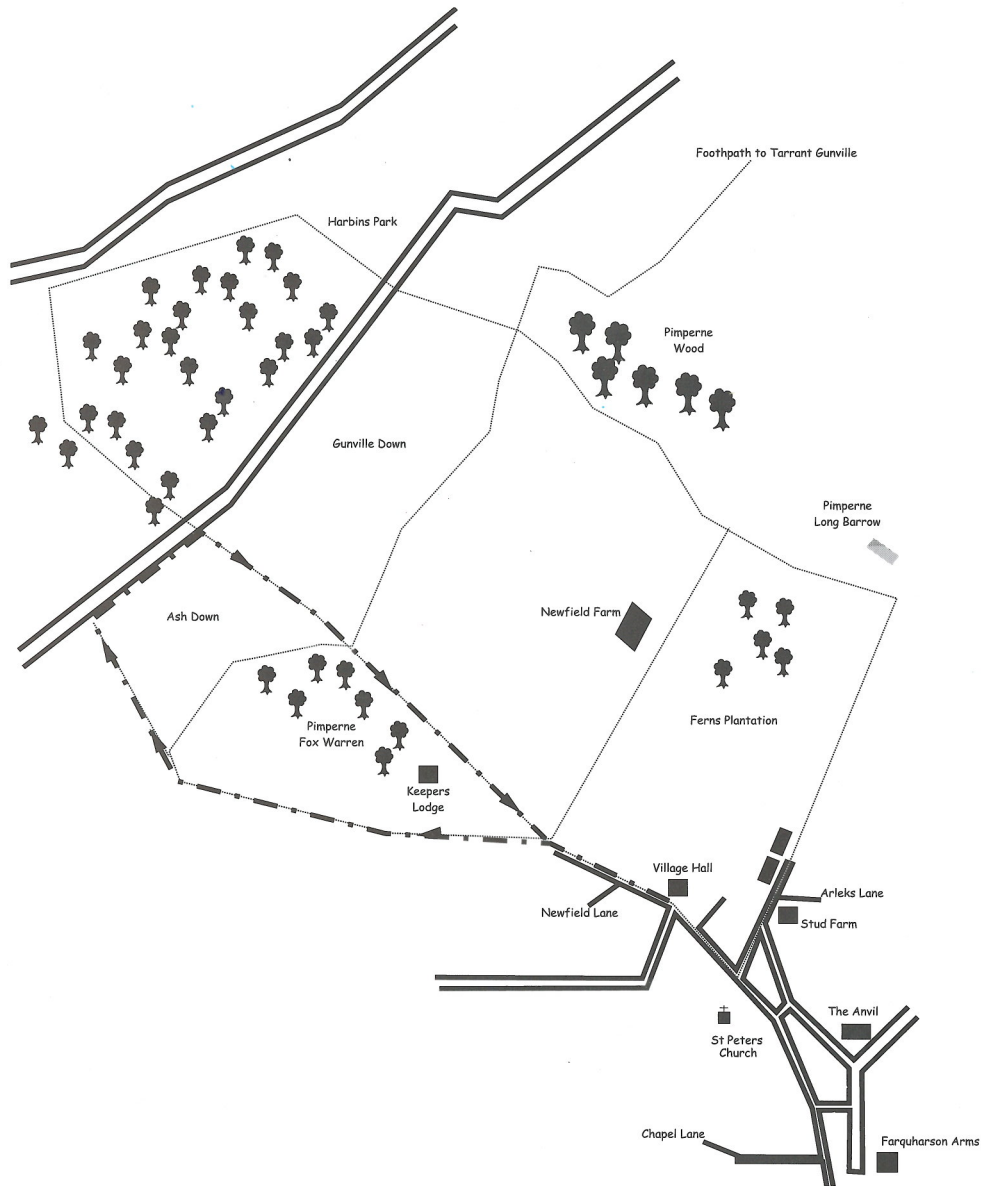 Foothpath to Tarrant Gunville
Harbins Park
Pimperne
Wood
Gunville Down
Pimperne
Long Barrow
Newfield Farm
Ash Down
Ferns Plantation
Pimperne
Fox Warren
Keepers
Lodge
Village Hall
Arleks Lane
Newfield Lane
Stud Farm
The Anvil
St Peters
Church
Chapel Lane
Farquharson Arms